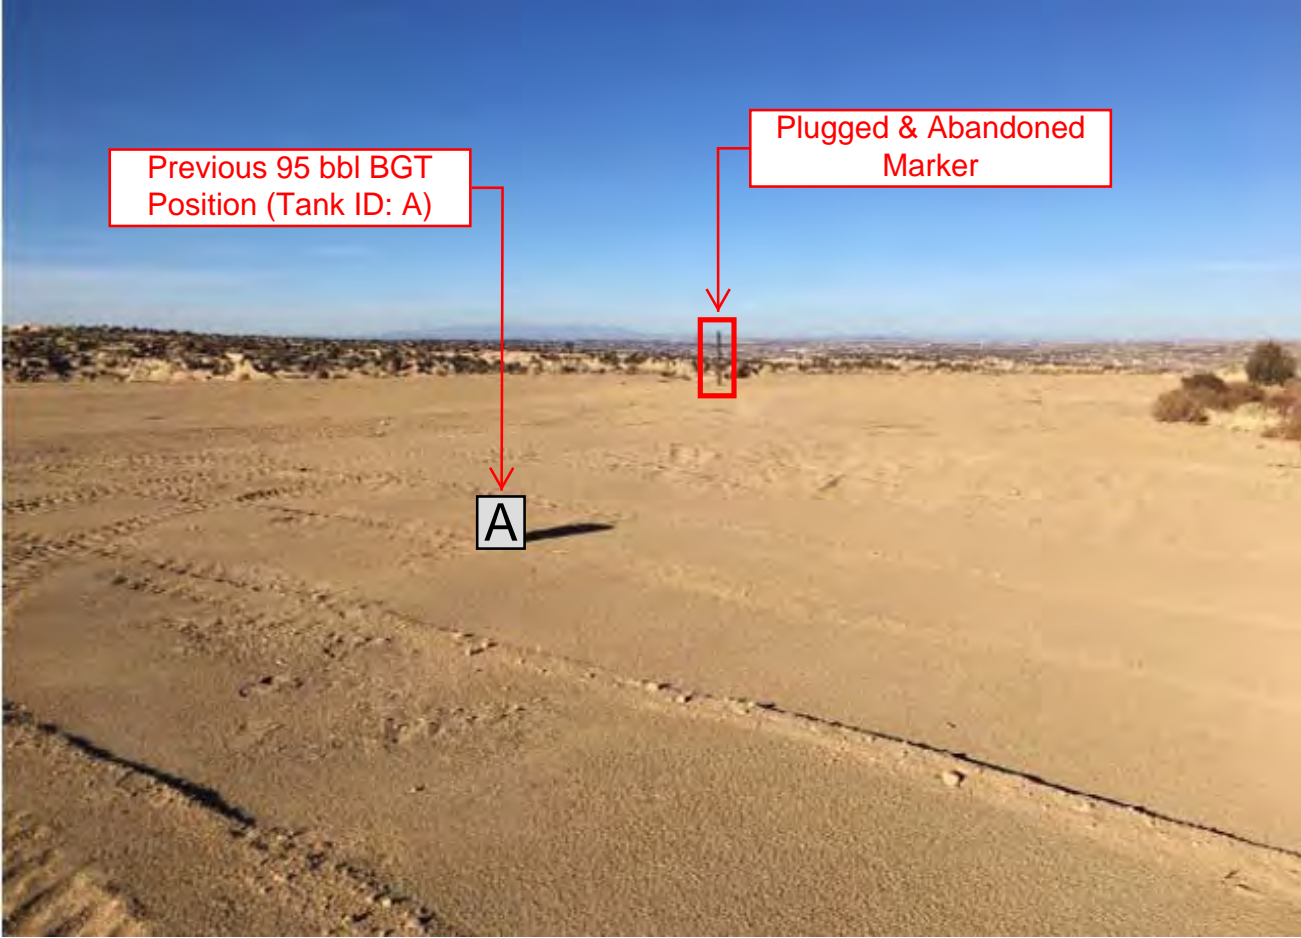 Previous 95 bbl BGT
Position (Tank ID: A)
Plugged & Abandoned
Marker
A